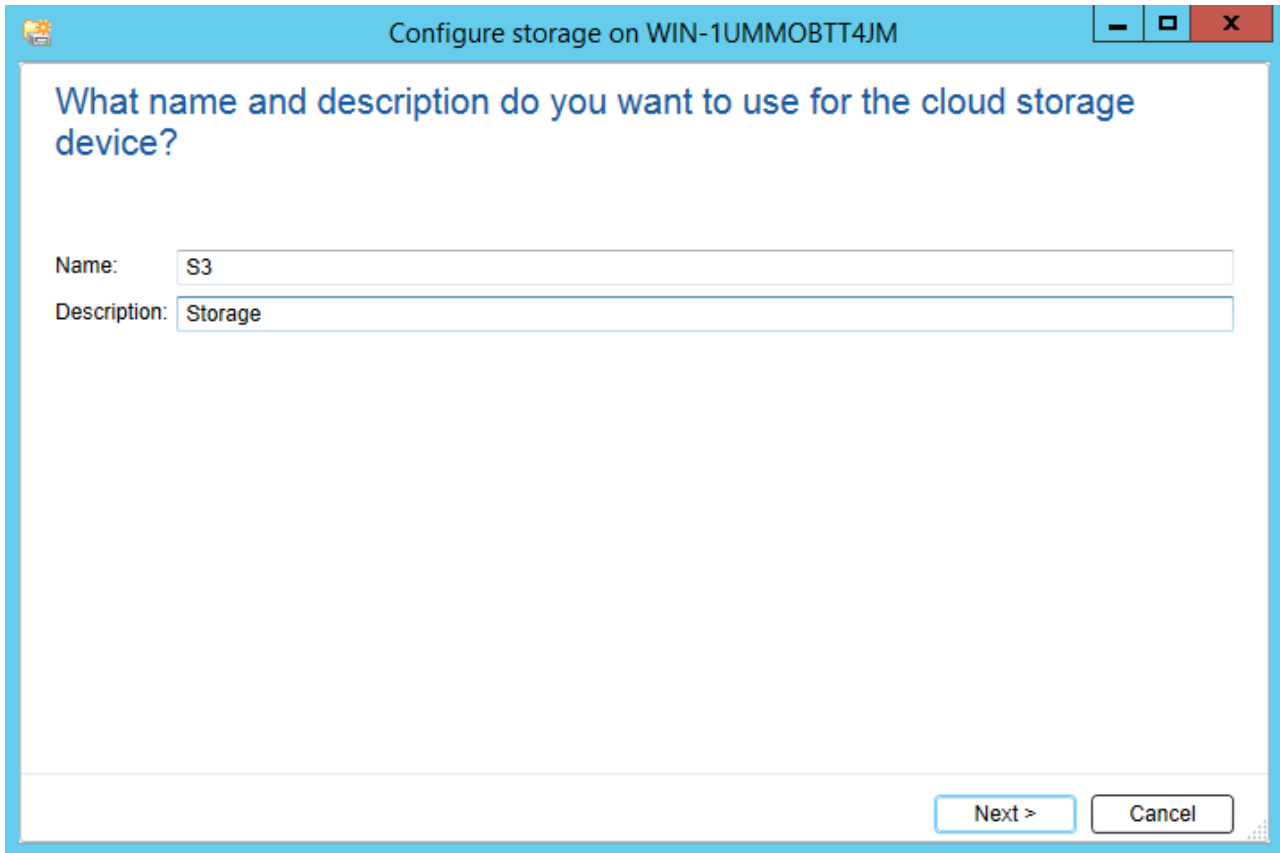 Configure storage on WIN-1UMMOBTT4JM
What name and description do you want to use for the cloud storage
device?
Name: S3
Description: Storage
Next > Cancel